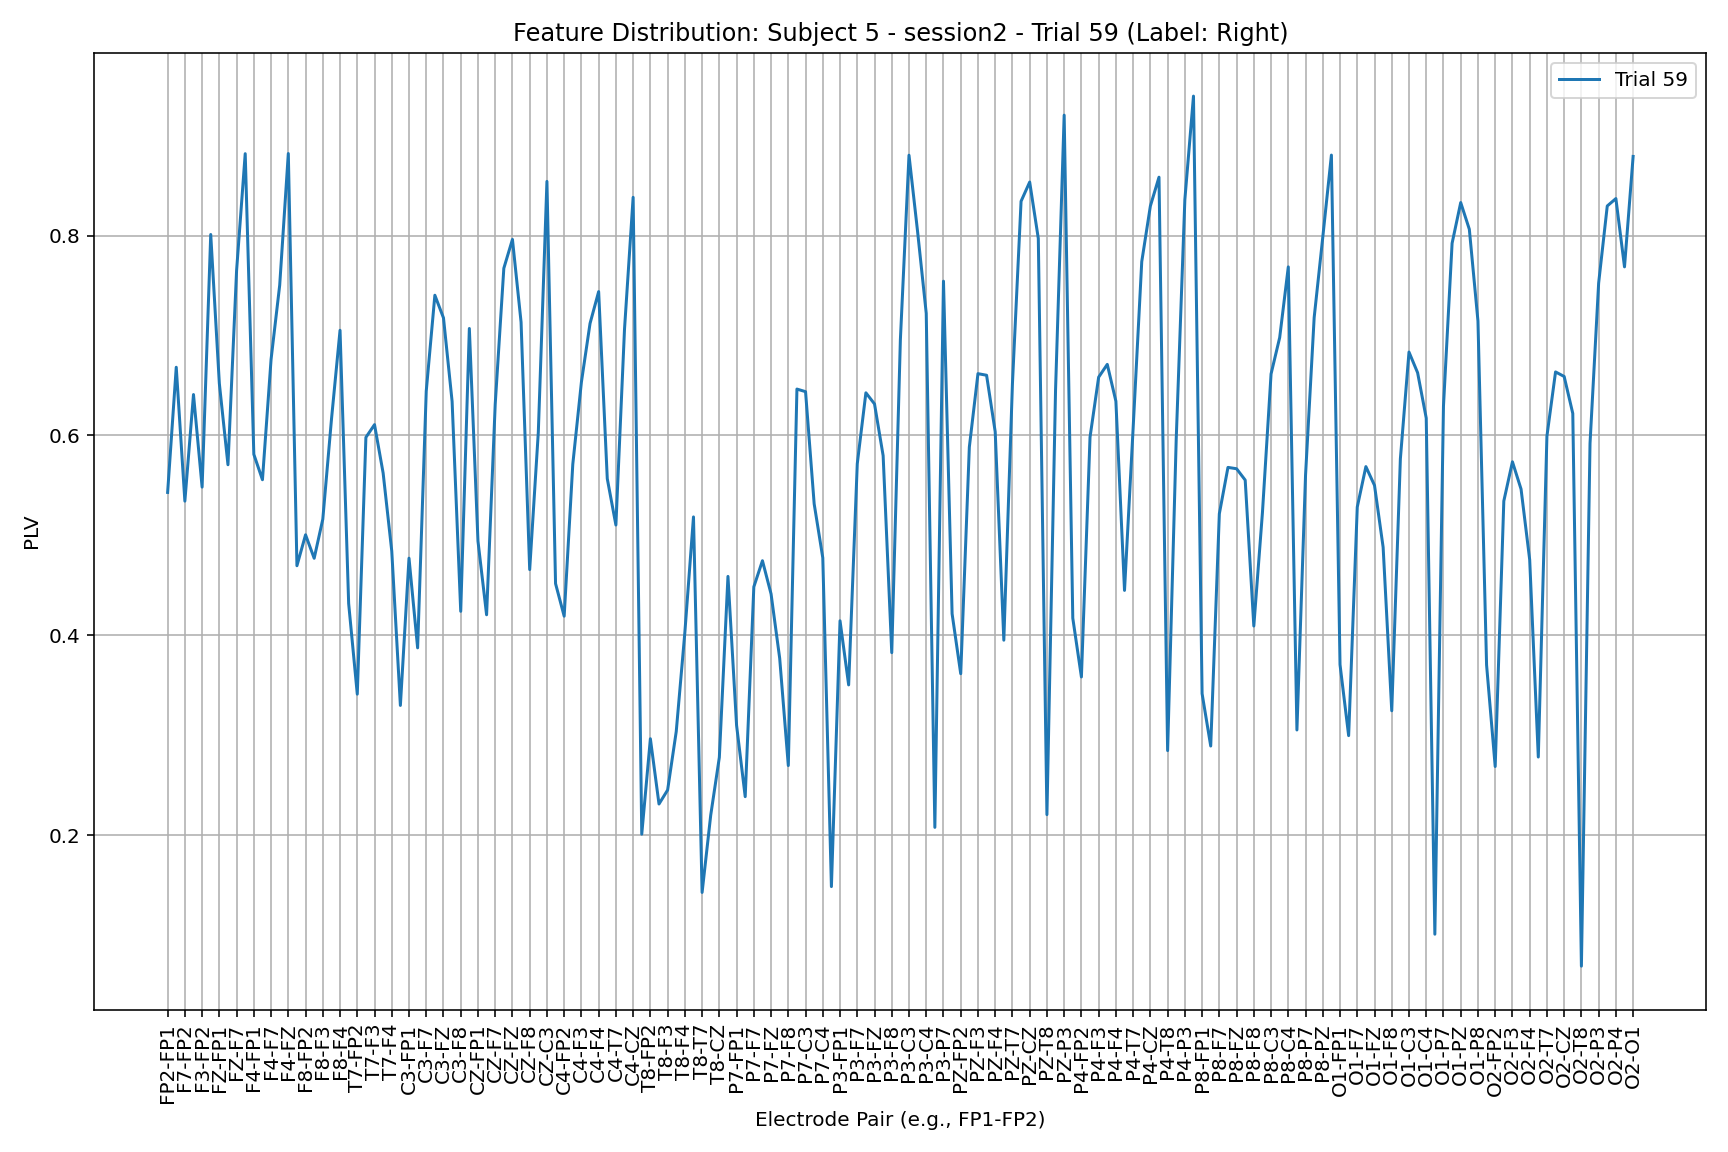 Feature Distribution: Subject 5 - session2 - Trial 59 (Label: Right)
Trial 59
PLV
0.8
0.6
0.4
0.2
FP2-FP1
F7-FP2
F3-FP2
FZ-FP1
FZ-F7
F4-FP1
F4-F7
F4-FZ
F8-FP2
F8-F3
F8-F4
T7-FP2
T7-F3
T7-F4
C3-FP1
C3-F7
C3-FZ
C3-F8
CZ-FP1
CZ-F7
CZ-FZ
CZ-F8
CZ-C3
C4-FP2
C4-F3
C4-F4
C4-T7
C4-CZ
T8-FP2
T8-F3
T8-F4
T8-T7
T8-CZ
P7-FP1
P7-F7
P7-FZ
P7-F8
P7-C3
P7-C4
P3-FP1
P3-F7
P3-FZ
P3-F8
P3-C3
P3-C4
P3-P7
PZ-FP2
PZ-F3
PZ-F4
PZ-T7
PZ-CZ
PZ-T8
PZ-P3
P4-FP2
P4-F3
P4-F4
P4-T7
P4-CZ
P4-T8
P4-P3
P8-FP1
P8-F7
P8-FZ
P8-F8
P8-C3
P8-C4
P8-P7
P8-PZ
O1-FP1
O1-F7
O1-FZ
O1-F8
O1-C3
O1-C4
O1-P7
O1-PZ
O1-P8
O2-FP2
O2-F3
O2-F4
O2-T7
O2-CZ
O2-T8
O2-P3
O2-P4
O2-O1
Electrode Pair (e.g., FP1-FP2)